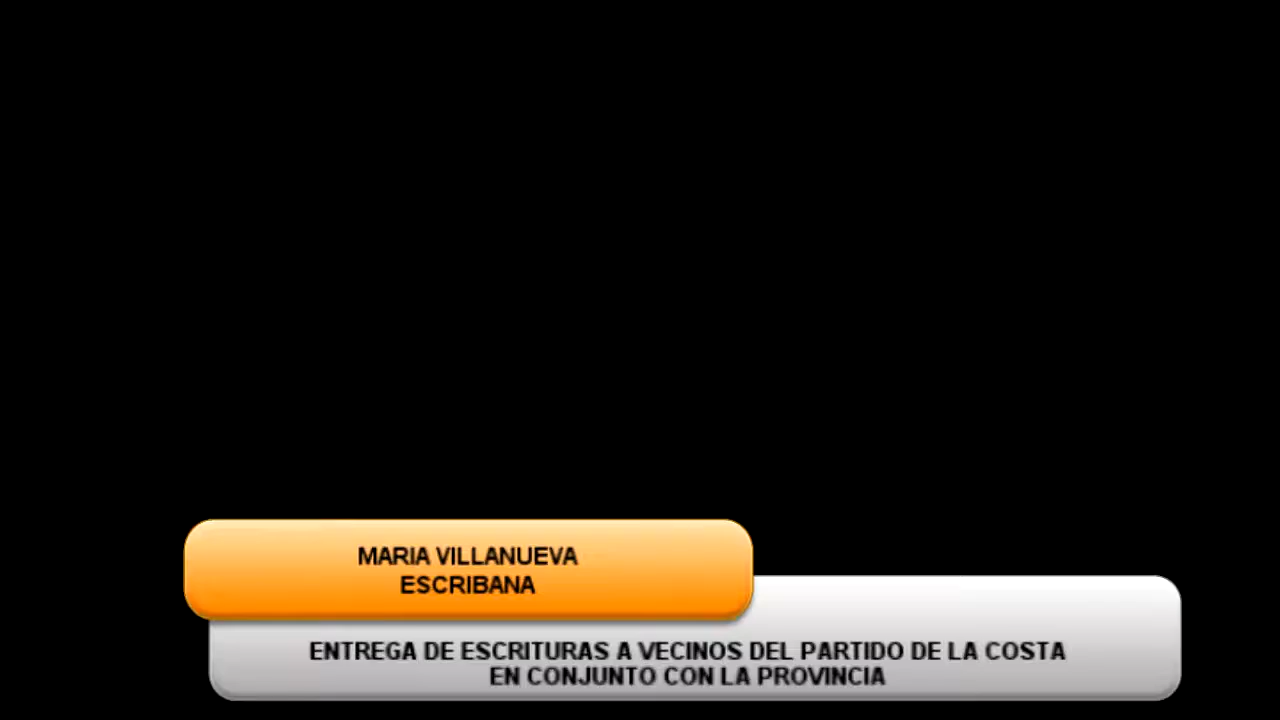 MARIA VILLANUEVA
ESCRIBANA
ENTREGA DE ESCRITURAS A VECINOS DEL PARTIDO DE LA COSTA
EN CONJUNTO CON LA PROVINCIA